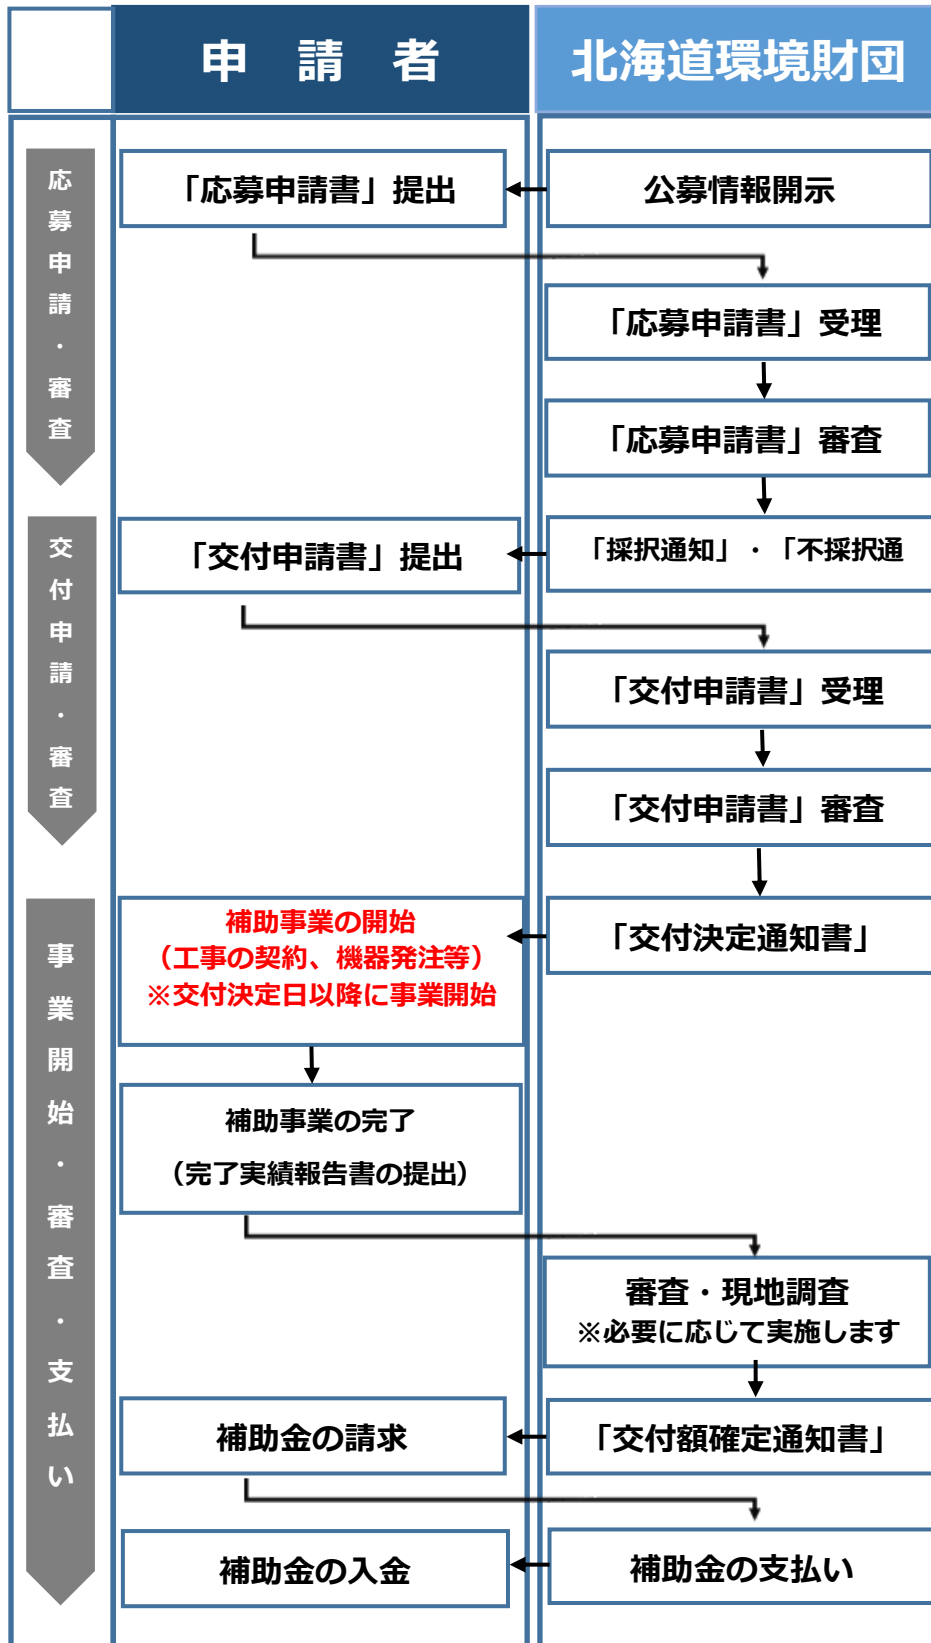 申 請 者
北海道環境財団
応募申請・審査
「応募申請書」提出
公募情報開示
「応募申請書」受理
「応募申請書」審査
交付申請・審査
「交付申請書」提出
「採択通知」・「不採択通
「交付申請書」受理
「交付申請書」審査
事業開始・審査・支払い
補助事業の開始
（工事の契約、機器発注等）
※交付決定日以降に事業開始
「交付決定通知書」
補助事業の完了
（完了実績報告書の提出）
審査・現地調査
※必要に応じて実施します
補助金の請求
「交付額確定通知書」
補助金の入金
補助金の支払い